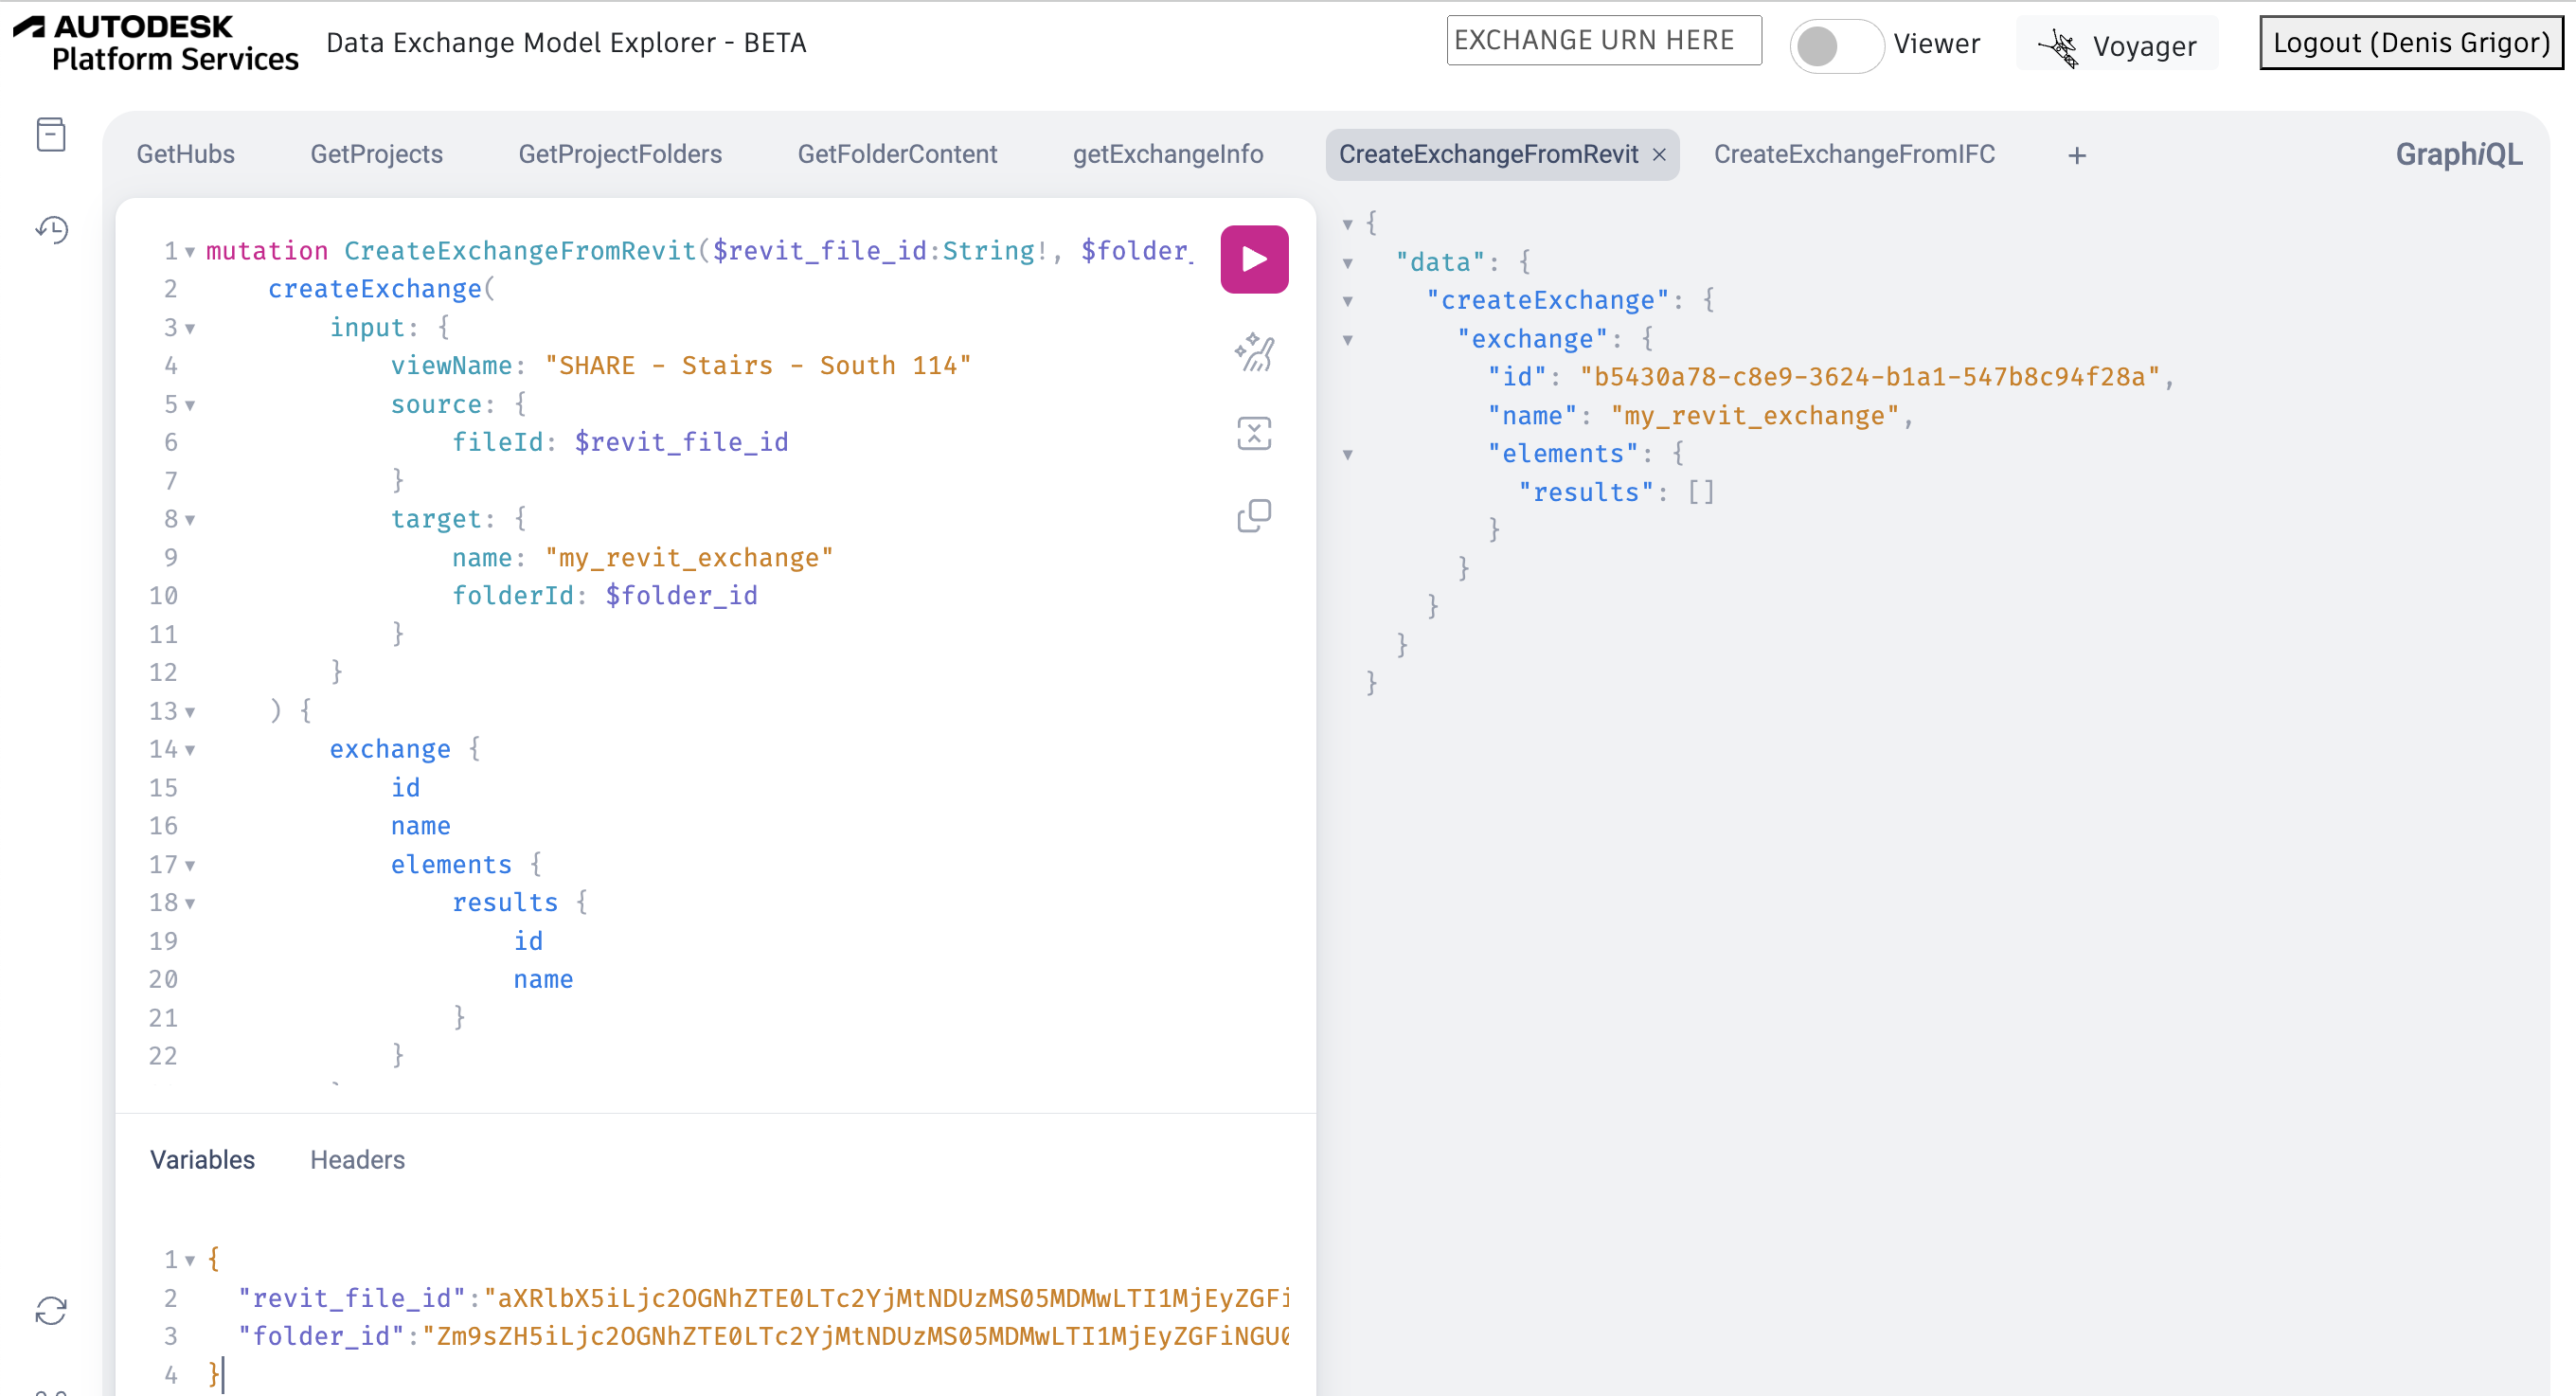 AUTODESK
Platform Services
Data Exchange Model Explorer - BETA
EXCHANGE URN HERE
Viewer
Voyager
Logout (Denis Grigor)
GetHubs
GetProjects
GetProjectFolders
GetFolderContent
getExchangeInfo
CreateExchangeFromRevit ×
CreateExchangeFromIFC
+
GraphiQL
1 mutation CreateExchangeFromRevit($revit_file_id:String!, $folder_
2 createExchange(
3 input: {
4 viewName: "SHARE - Stairs - South 114"
5 source: {
6 fileId: $revit_file_id
7 }
8 target: {
9 name: "my_revit_exchange"
10 folderId: $folder_id
11 }
12 }
13 ) {
14 exchange {
15 id
16 name
17 elements {
18 results {
19 id
20 name
21 }
22 }
{
"data": {
"createExchange": {
"exchange": {
"id": "b5430a78-c8e9-3624-b1a1-547b8c94f28a",
"name": "my_revit_exchange",
"elements": {
"results": []
}
}
}
}
}
Variables
Headers
1 {
2 "revit_file_id":"aXRlbX5iLjc2OGNhZTE0LTc2YjMtNDUzMS05MDMwLTI1MjEyZGFi
3 "folder_id":"Zm9sZH5iLjc2OGNhZTE0LTc2YjMtNDUzMS05MDMwLTI1MjEyZGFiNGU0
4 }